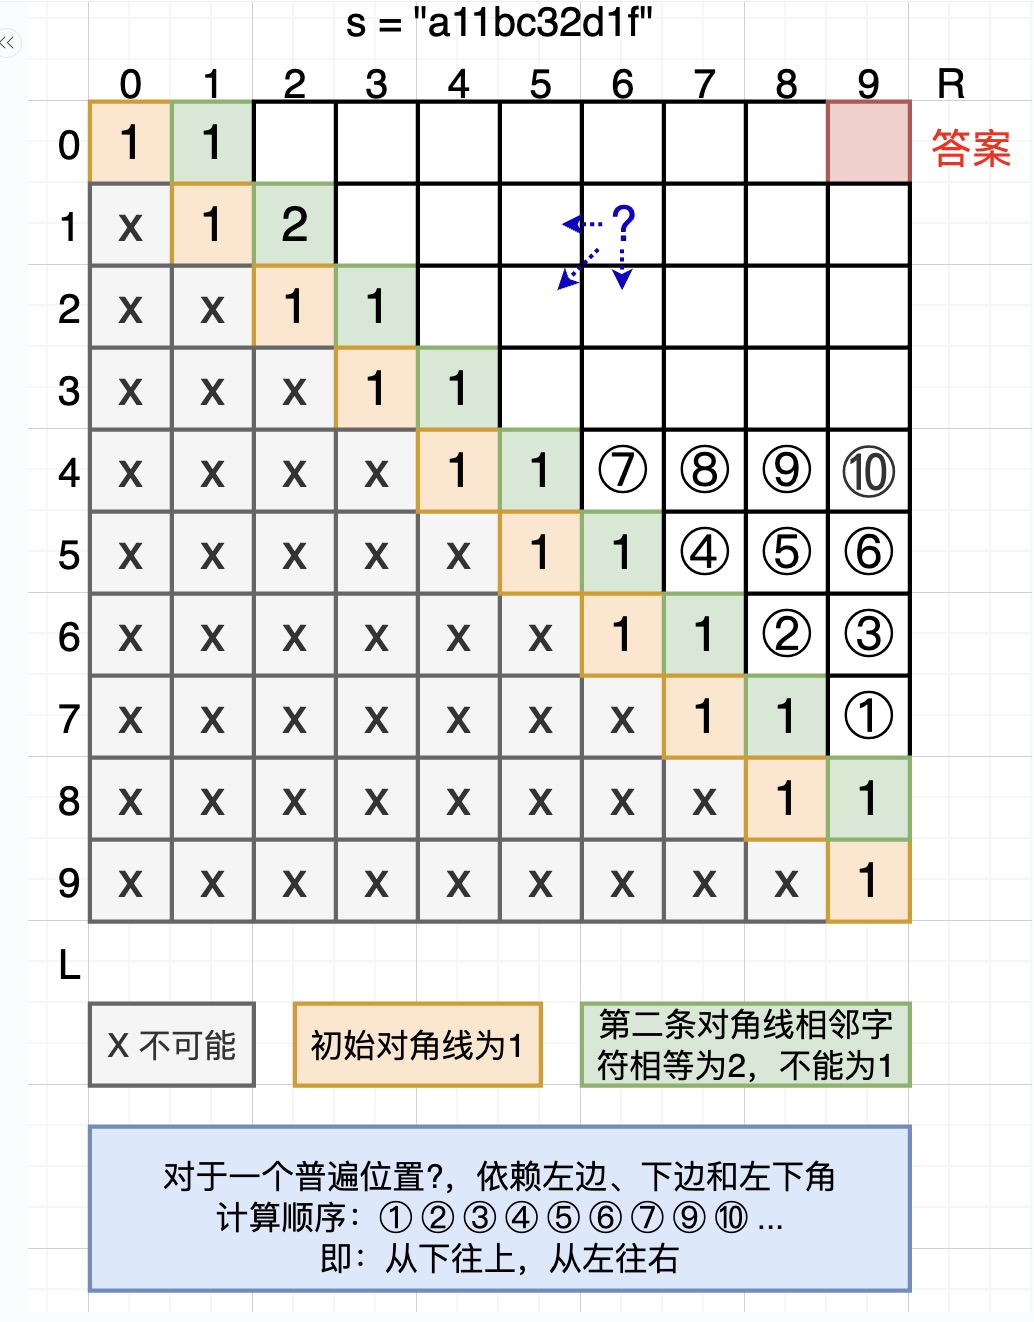 s = "a11bc32d1f"
0 1 2 3 4 5 6 7 8 9 R
0 1 1 答案
1 x 1 2 ?
2 x x 1 1
3 x x x 1 1
4 x x x x 1 1 ⑦ ⑧ ⑨ ⑩
5 x x x x x 1 1 ④ ⑤ ⑥
6 x x x x x x 1 1 ② ③
7 x x x x x x x 1 1 ①
8 x x x x x x x x 1 1
9 x x x x x x x x x 1
L
X 不可能
初始对角线为1
第二条对角线相邻字
符相等为2，不能为1
对于一个普遍位置?，依赖左边、下边和左下角
计算顺序：① ② ③ ④ ⑤ ⑥ ⑦ ⑨ ⑩ ...
即：从下往上，从左往右